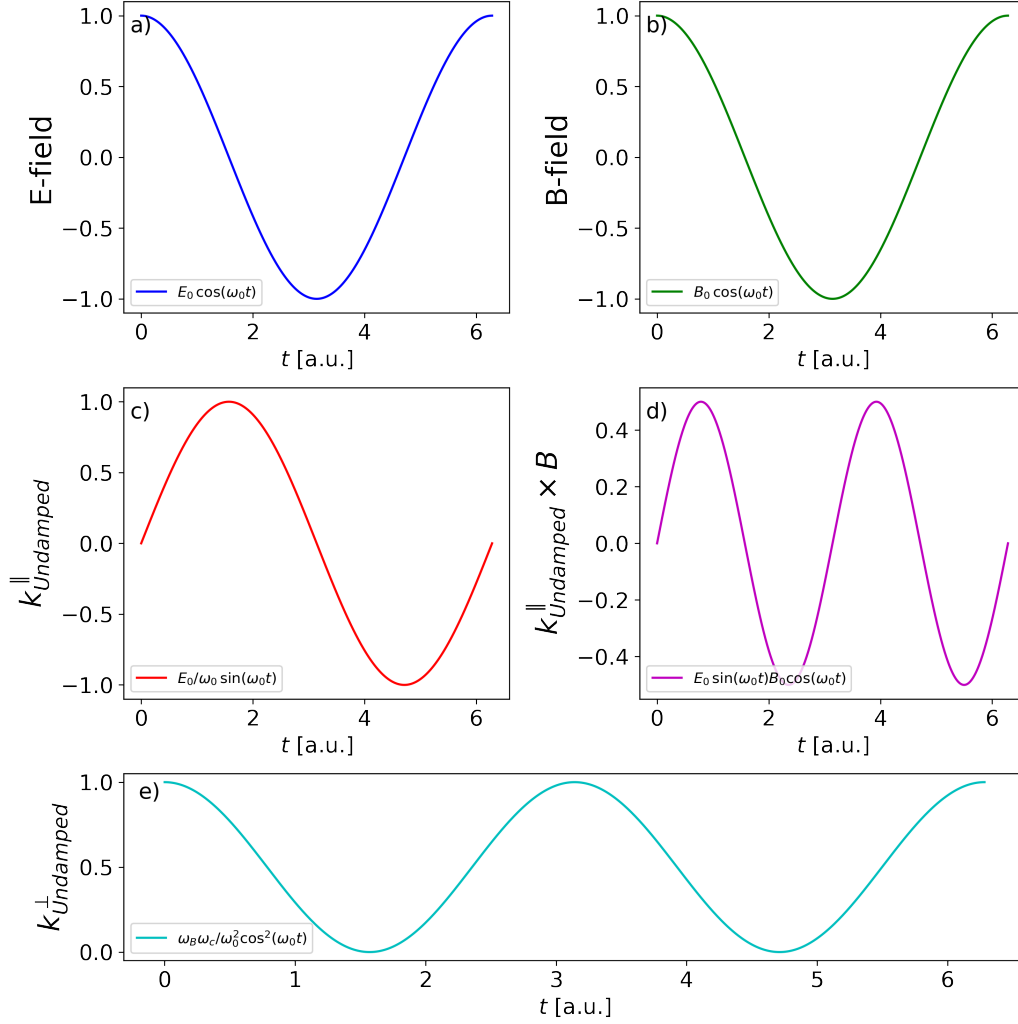 a)
E-field
1.0
0.5
0.0
−0.5
−1.0
E₀ cos(ω₀t)
0 2 4 6
t [a.u.]
b)
B-field
1.0
0.5
0.0
−0.5
−1.0
B₀ cos(ω₀t)
0 2 4 6
t [a.u.]
c)
k^∥_Undamped
1.0
0.5
0.0
−0.5
−1.0
E₀/ω₀ sin(ω₀t)
0 2 4 6
t [a.u.]
d)
k^∥_Undamped × B
0.4
0.2
0.0
−0.2
−0.4
E₀ sin(ω₀t)B₀cos(ω₀t)
0 2 4 6
t [a.u.]
e)
k^⊥_Undamped
1.0
0.5
0.0
ω_Bω_c/ω₀²cos²(ω₀t)
0 1 2 3 4 5 6
t [a.u.]